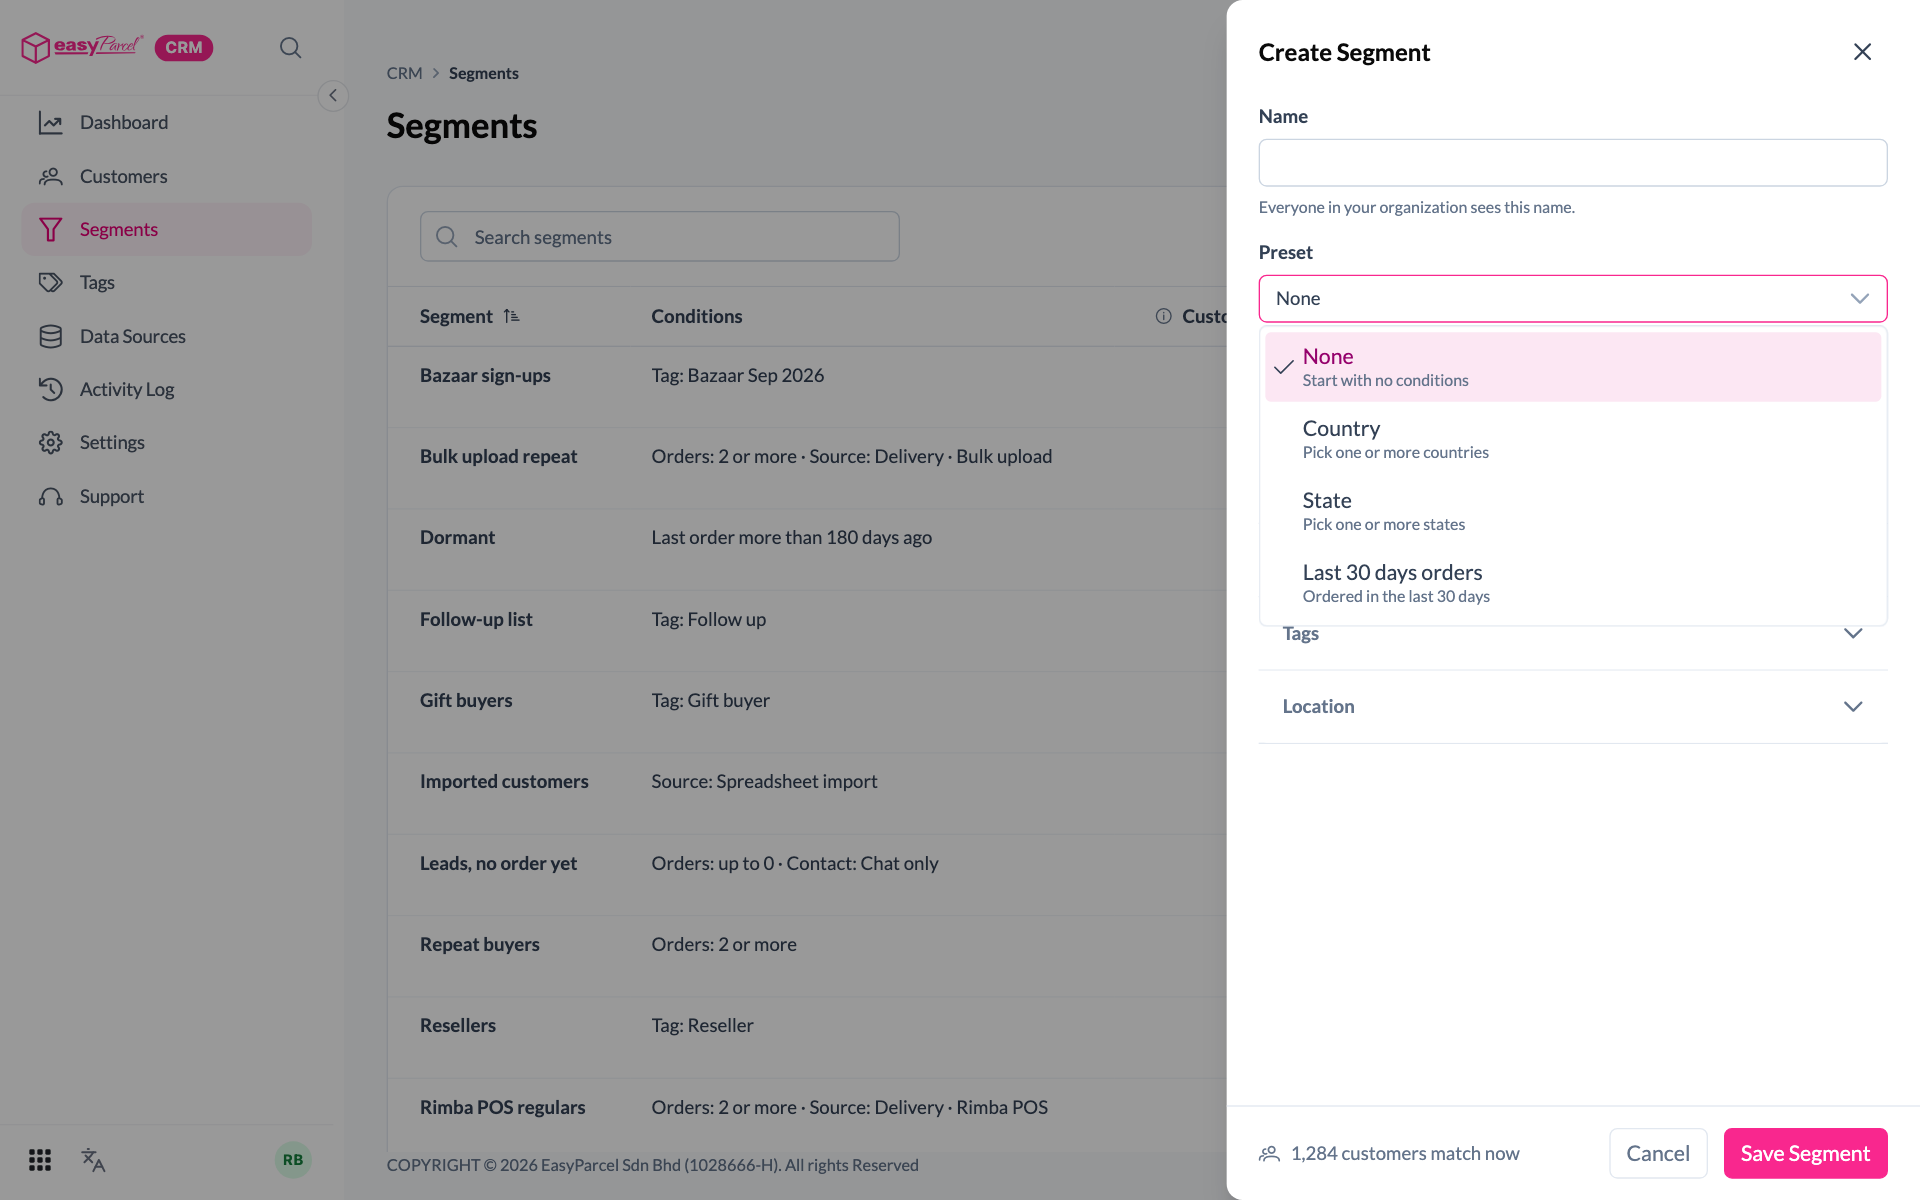 easyParcel CRM
Dashboard
Customers
Segments
Tags
Data Sources
Activity Log
Settings
Support
RB
CRM > Segments
Segments
Search segments
Segment Conditions Custo
Bazaar sign-ups Tag: Bazaar Sep 2026
Bulk upload repeat Orders: 2 or more · Source: Delivery · Bulk upload
Dormant Last order more than 180 days ago
Follow-up list Tag: Follow up
Gift buyers Tag: Gift buyer
Imported customers Source: Spreadsheet import
Leads, no order yet Orders: up to 0 · Contact: Chat only
Repeat buyers Orders: 2 or more
Resellers Tag: Reseller
Rimba POS regulars Orders: 2 or more · Source: Delivery · Rimba POS
COPYRIGHT © 2026 EasyParcel Sdn Bhd (1028666-H). All rights Reserved
Create Segment
Name
Everyone in your organization sees this name.
Preset
None
None
Start with no conditions
Country
Pick one or more countries
State
Pick one or more states
Last 30 days orders
Ordered in the last 30 days
Tags
Location
1,284 customers match now
Cancel
Save Segment